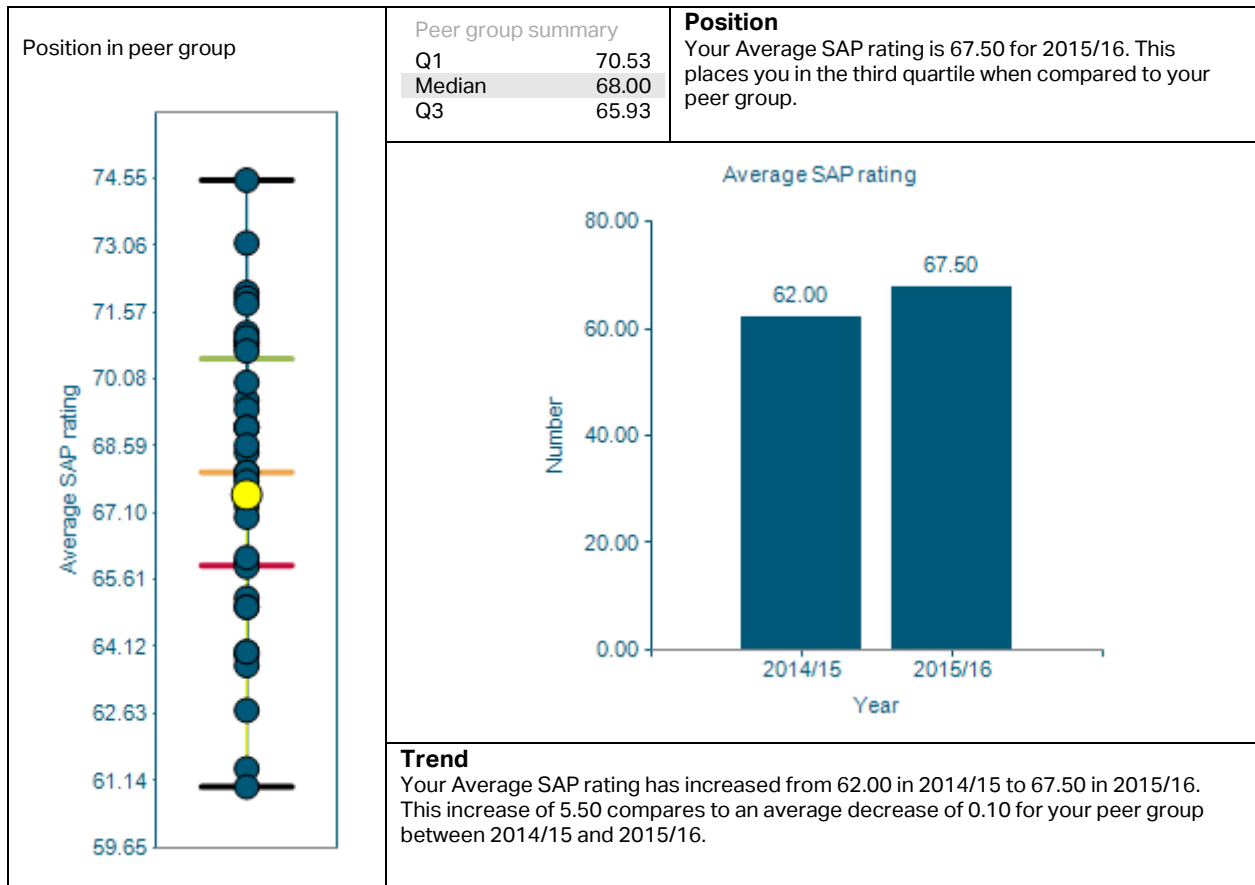 Position in peer group
74.55
73.06
71.57
70.08
68.59
67.10
65.61
64.12
62.63
61.14
59.65
Average SAP rating
Peer group summary
Q1 70.53
Median 68.00
Q3 65.93
Position
Your Average SAP rating is 67.50 for 2015/16. This
places you in the third quartile when compared to your
peer group.
Average SAP rating
80.00
60.00
40.00
20.00
0.00
Number
62.00
67.50
2014/15 2015/16
Year
Trend
Your Average SAP rating has increased from 62.00 in 2014/15 to 67.50 in 2015/16.
This increase of 5.50 compares to an average decrease of 0.10 for your peer group
between 2014/15 and 2015/16.